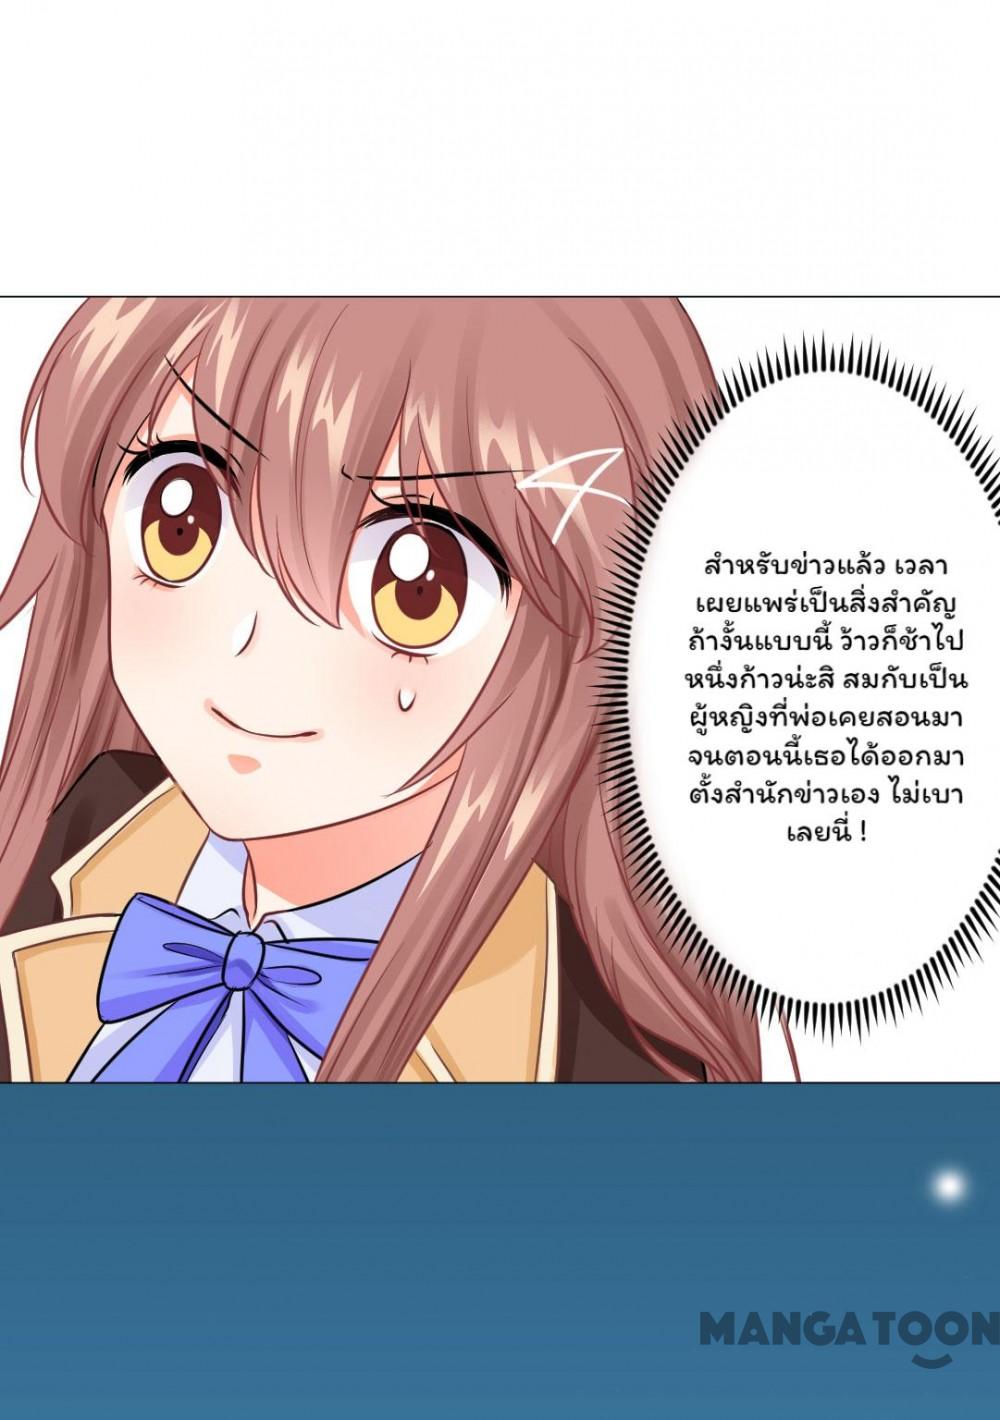 สำหรับข่าวแล้ว เวลา
เผยแพร่เป็นสิ่งสำคัญ
ถ้างั้นแบบนี้ ว้าวก็ช้าไป
หนึ่งก้าวน่ะสิ สมกับเป็น
ผู้หญิงที่พ่อเคยสอนมา
จนตอนนี้เธอได้ออกมา
ตั้งสำนักข่าวเอง ไม่เบา
เลยนี่ !
MANGATOON